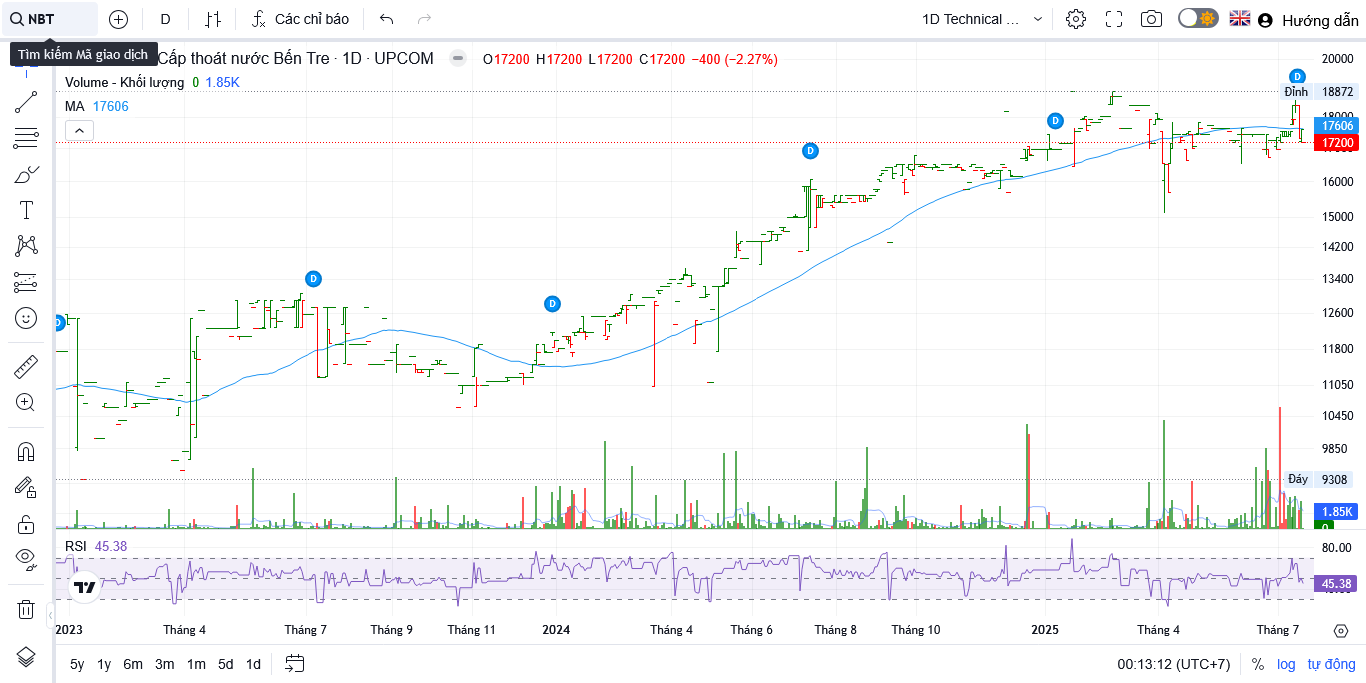 NBT
D
Các chỉ báo
1D Technical ...
Hướng dẫn
Tìm kiếm Mã giao dịch
Cấp thoát nước Bến Tre · 1D · UPCOM
O17200 H17200 L17200 C17200 −400 (−2.27%)
Volume - Khối lượng 0 1.85K
MA 17606
D
D
D
D
D
D
20000
Đỉnh 18872
18000
17606
17200
16000
15000
14200
13400
12600
11800
11050
10450
9850
Đáy 9308
1.85K
0
RSI 45.38
80.00
45.38
2023
Tháng 4
Tháng 7
Tháng 9
Tháng 11
2024
Tháng 4
Tháng 6
Tháng 8
Tháng 10
2025
Tháng 4
Tháng 7
5y 1y 6m 3m 1m 5d 1d
00:13:12 (UTC+7)
% log tự động